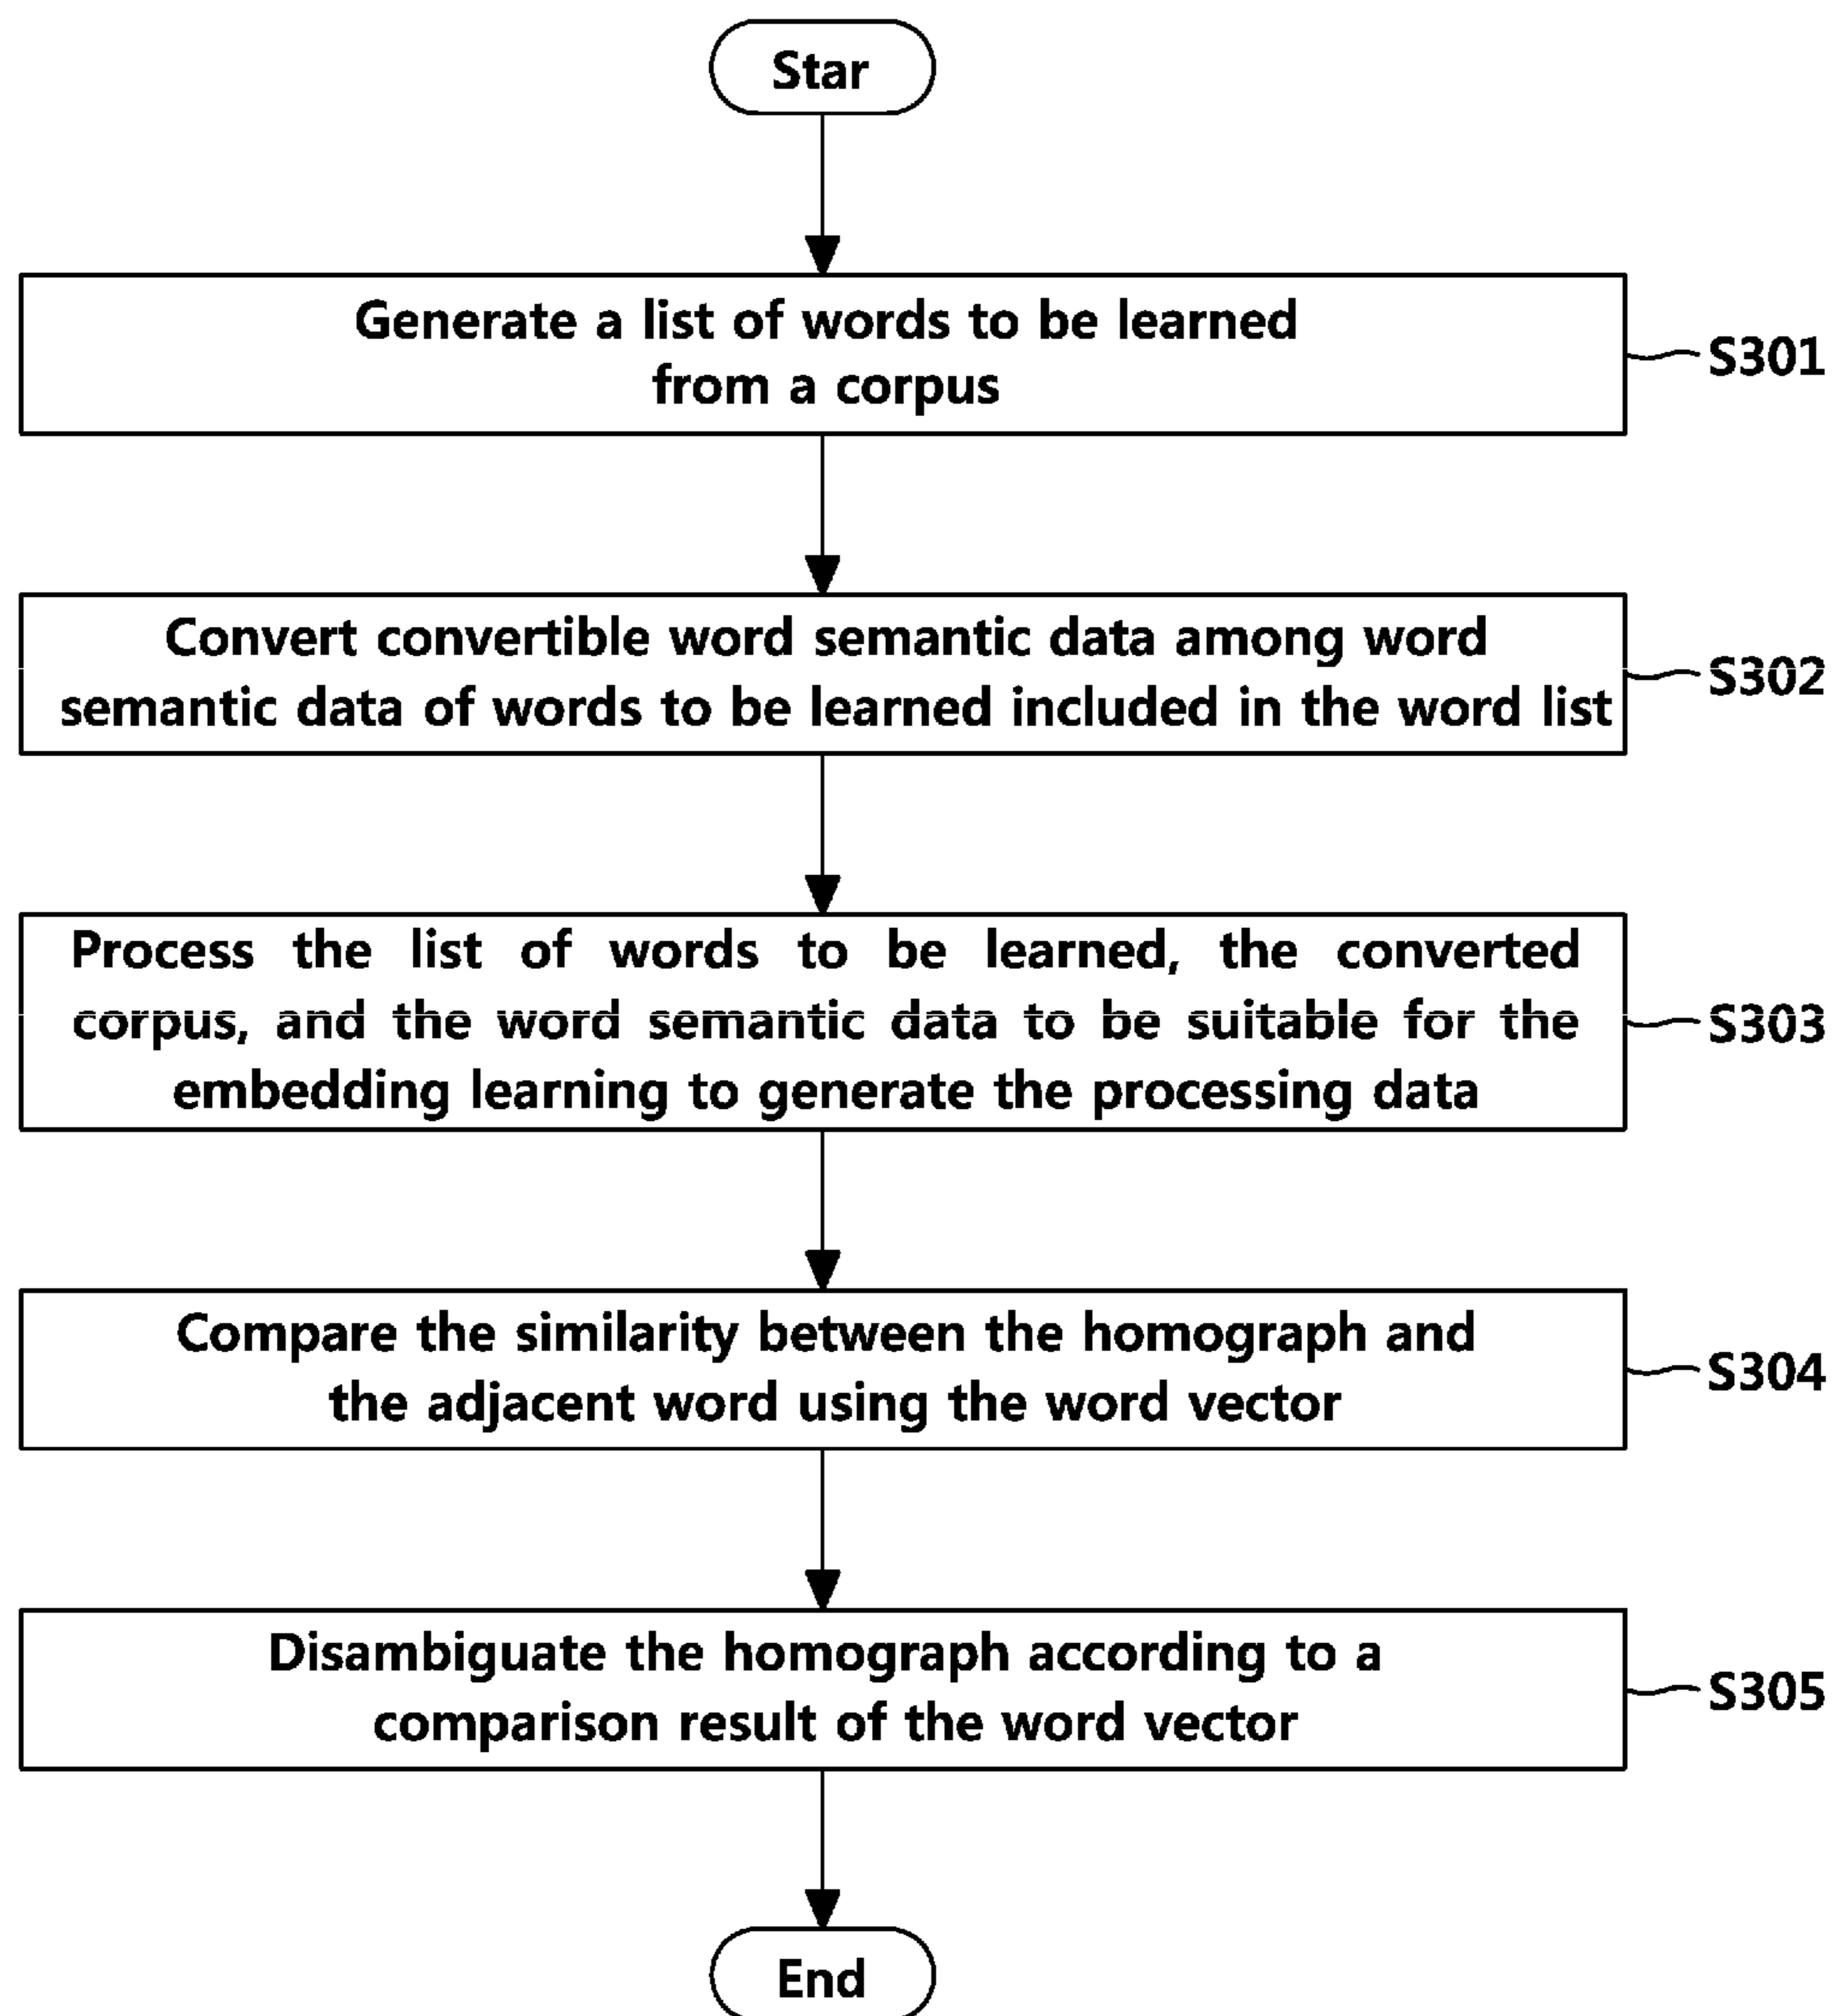 Star
Generate a list of words to be learned
from a corpus
S301
Convert convertible word semantic data among word
semantic data of words to be learned included in the word list
S302
Process the list of words to be learned, the converted
corpus, and the word semantic data to be suitable for the
embedding learning to generate the processing data
S303
Compare the similarity between the homograph and
the adjacent word using the word vector
S304
Disambiguate the homograph according to a
comparison result of the word vector
S305
End